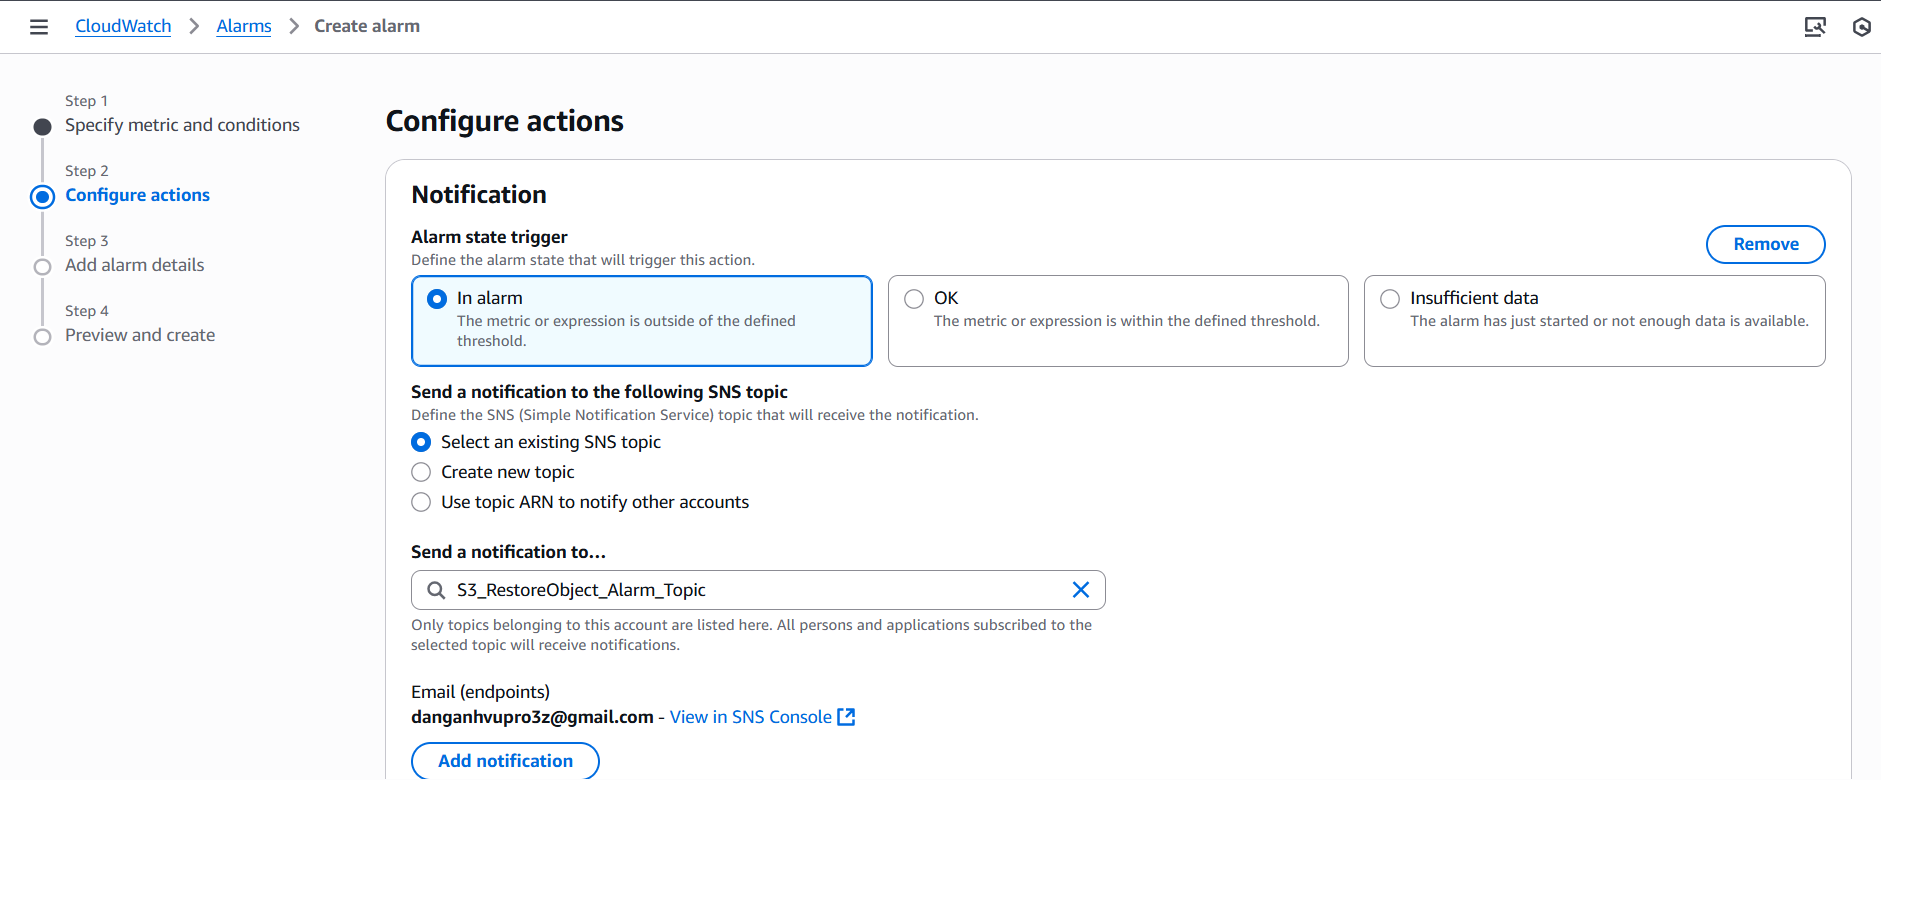 CloudWatch > Alarms > Create alarm
Step 1
Specify metric and conditions
Step 2
Configure actions
Step 3
Add alarm details
Step 4
Preview and create
Configure actions
Notification
Alarm state trigger
Define the alarm state that will trigger this action.
Remove
In alarm
The metric or expression is outside of the defined
threshold.
OK
The metric or expression is within the defined threshold.
Insufficient data
The alarm has just started or not enough data is available.
Send a notification to the following SNS topic
Define the SNS (Simple Notification Service) topic that will receive the notification.
Select an existing SNS topic
Create new topic
Use topic ARN to notify other accounts
Send a notification to...
S3_RestoreObject_Alarm_Topic
Only topics belonging to this account are listed here. All persons and applications subscribed to the
selected topic will receive notifications.
Email (endpoints)
danganhvupro3z@gmail.com - View in SNS Console
Add notification